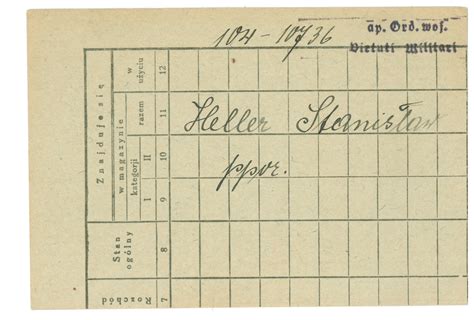 104-10736
ap. Ord. woj.
Virtuti Militari
Heller Stanisław
ppor.
Znajduje się
w magazynie
w użyciu
razem
kategorji
I
II
12
11
10
9
Stan ogólny
8
Rozchód
7